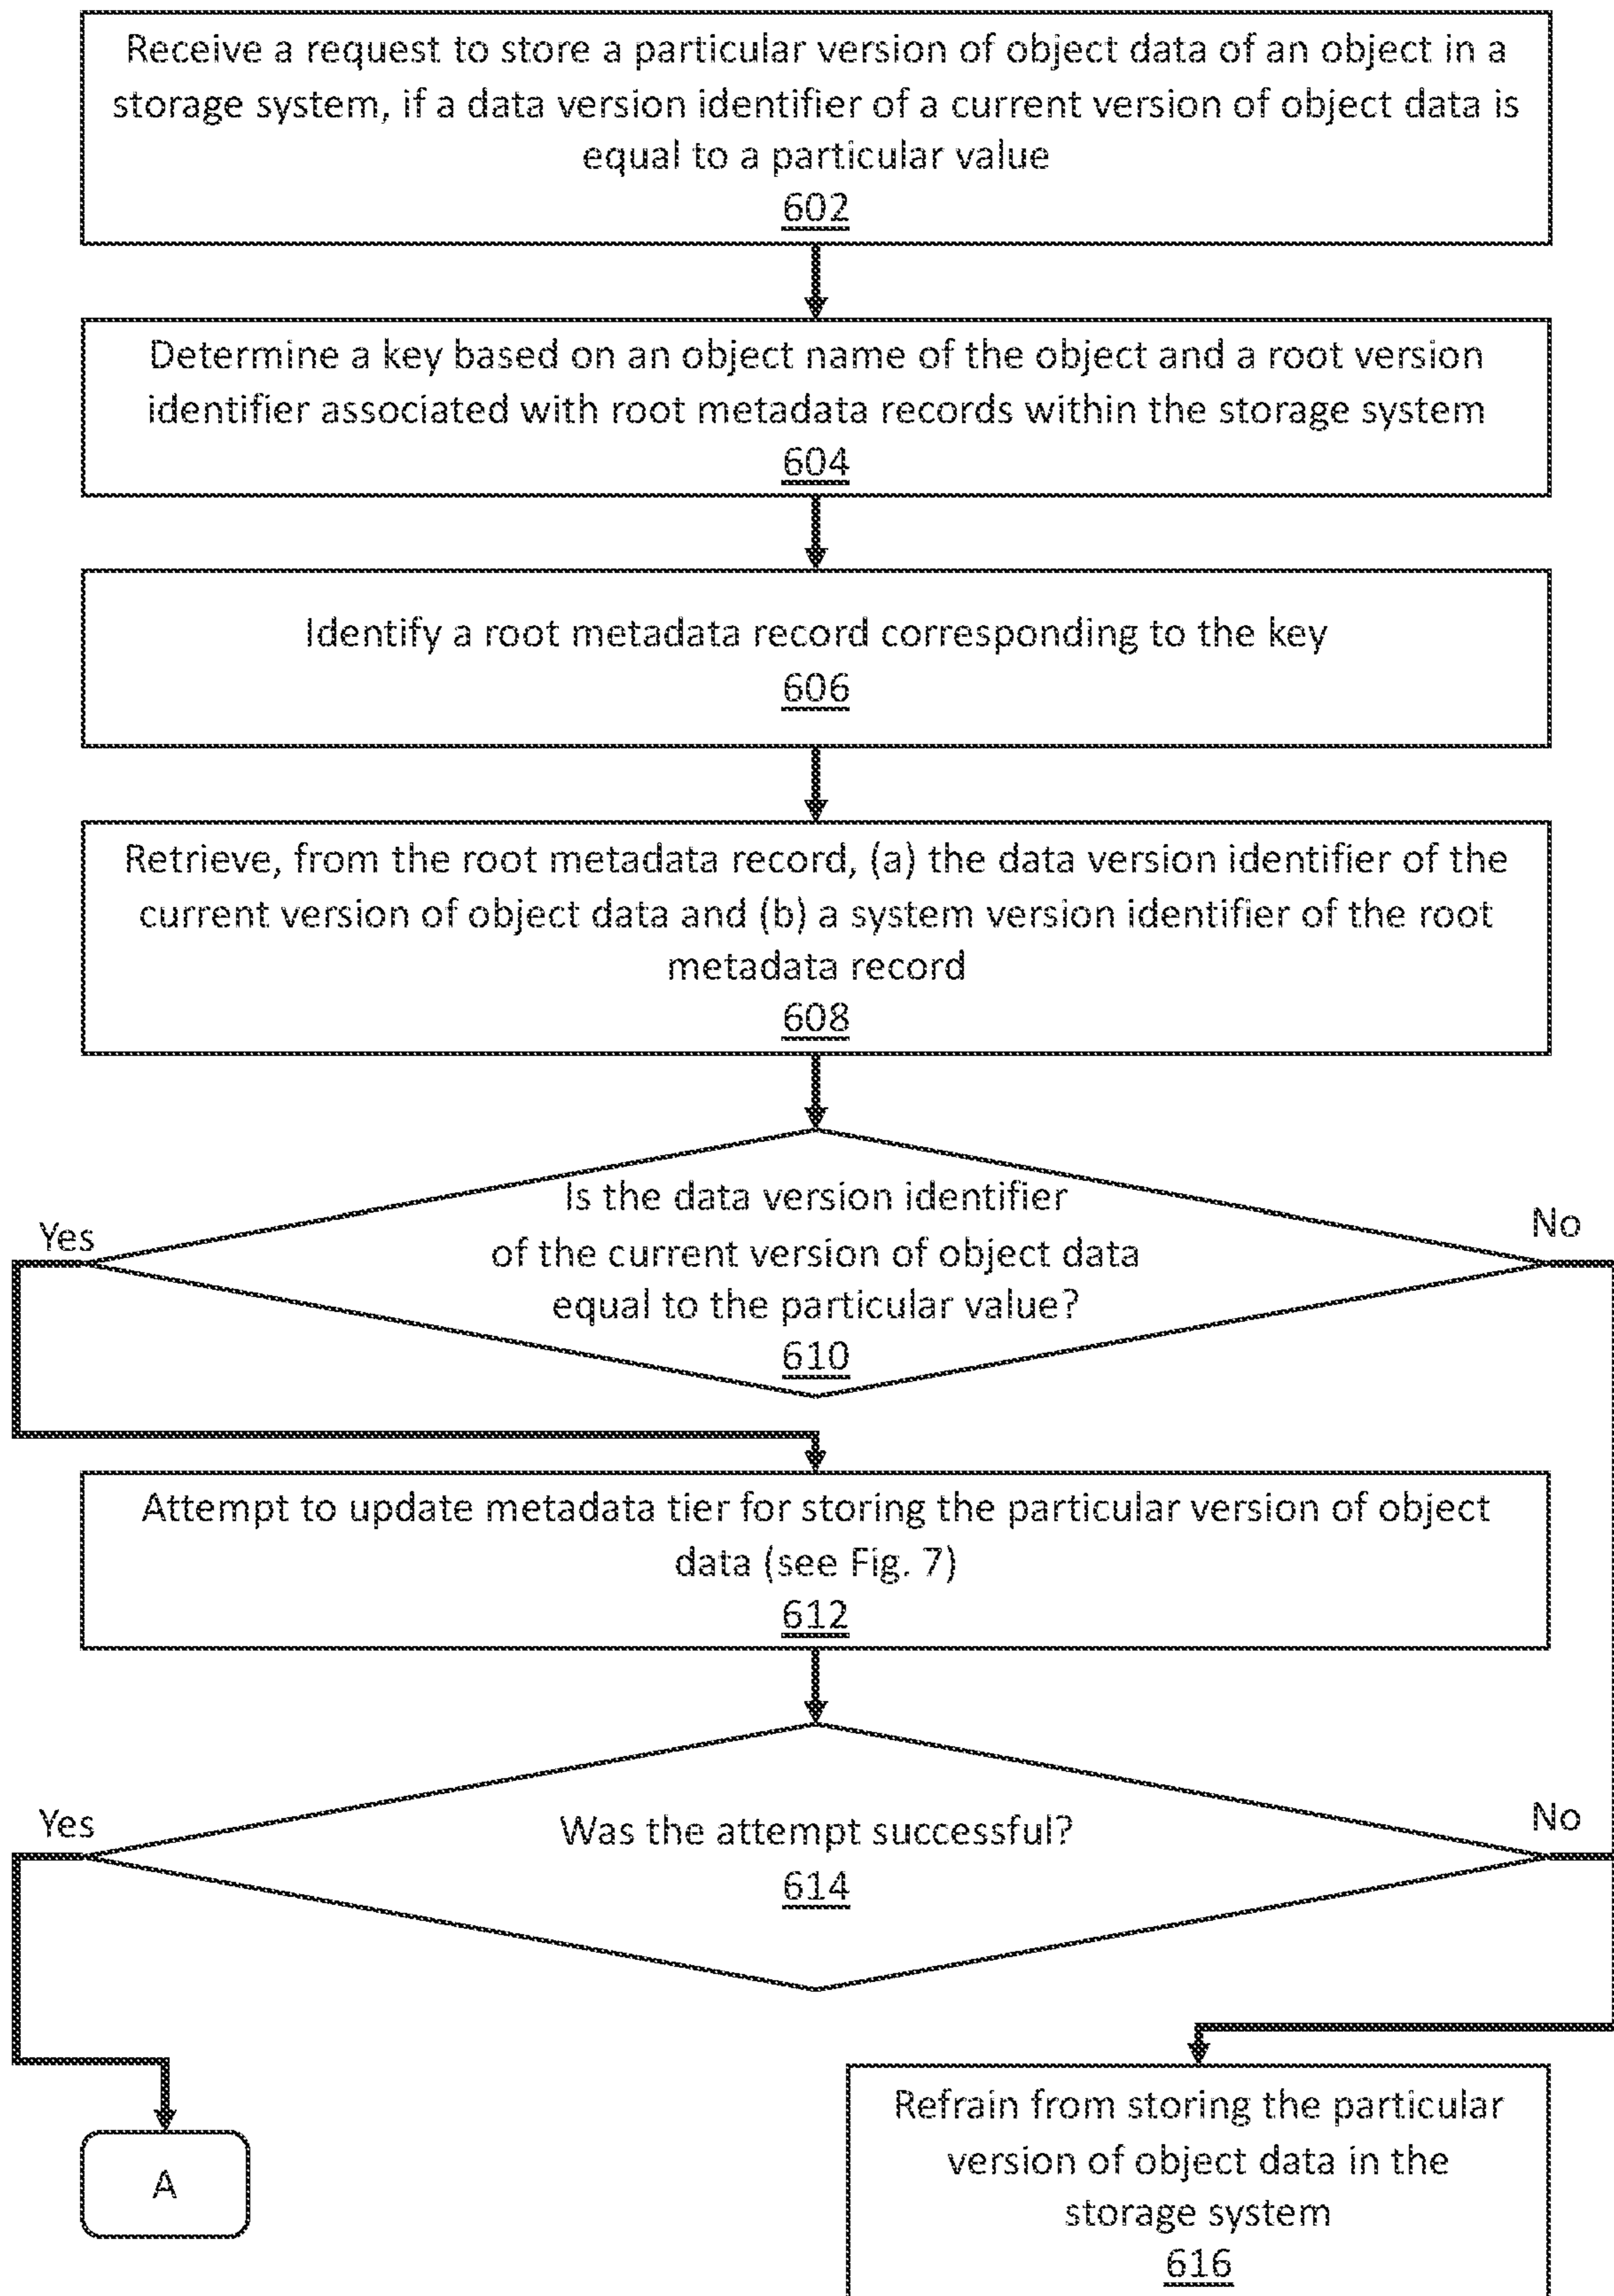 Receive a request to store a particular version of object data of an object in a
storage system, if a data version identifier of a current version of object data is
equal to a particular value
602
Determine a key based on an object name of the object and a root version
identifier associated with root metadata records within the storage system
604
Identify a root metadata record corresponding to the key
606
Retrieve, from the root metadata record, (a) the data version identifier of the
current version of object data and (b) a system version identifier of the root
metadata record
608
Is the data version identifier
Yes
No
of the current version of object data
equal to the particular value?
610
Attempt to update metadata tier for storing the particular version of object
data (see Fig. 7)
612
Yes
No
Was the attempt successful?
614
Refrain from storing the particular
version of object data in the
storage system
616
A